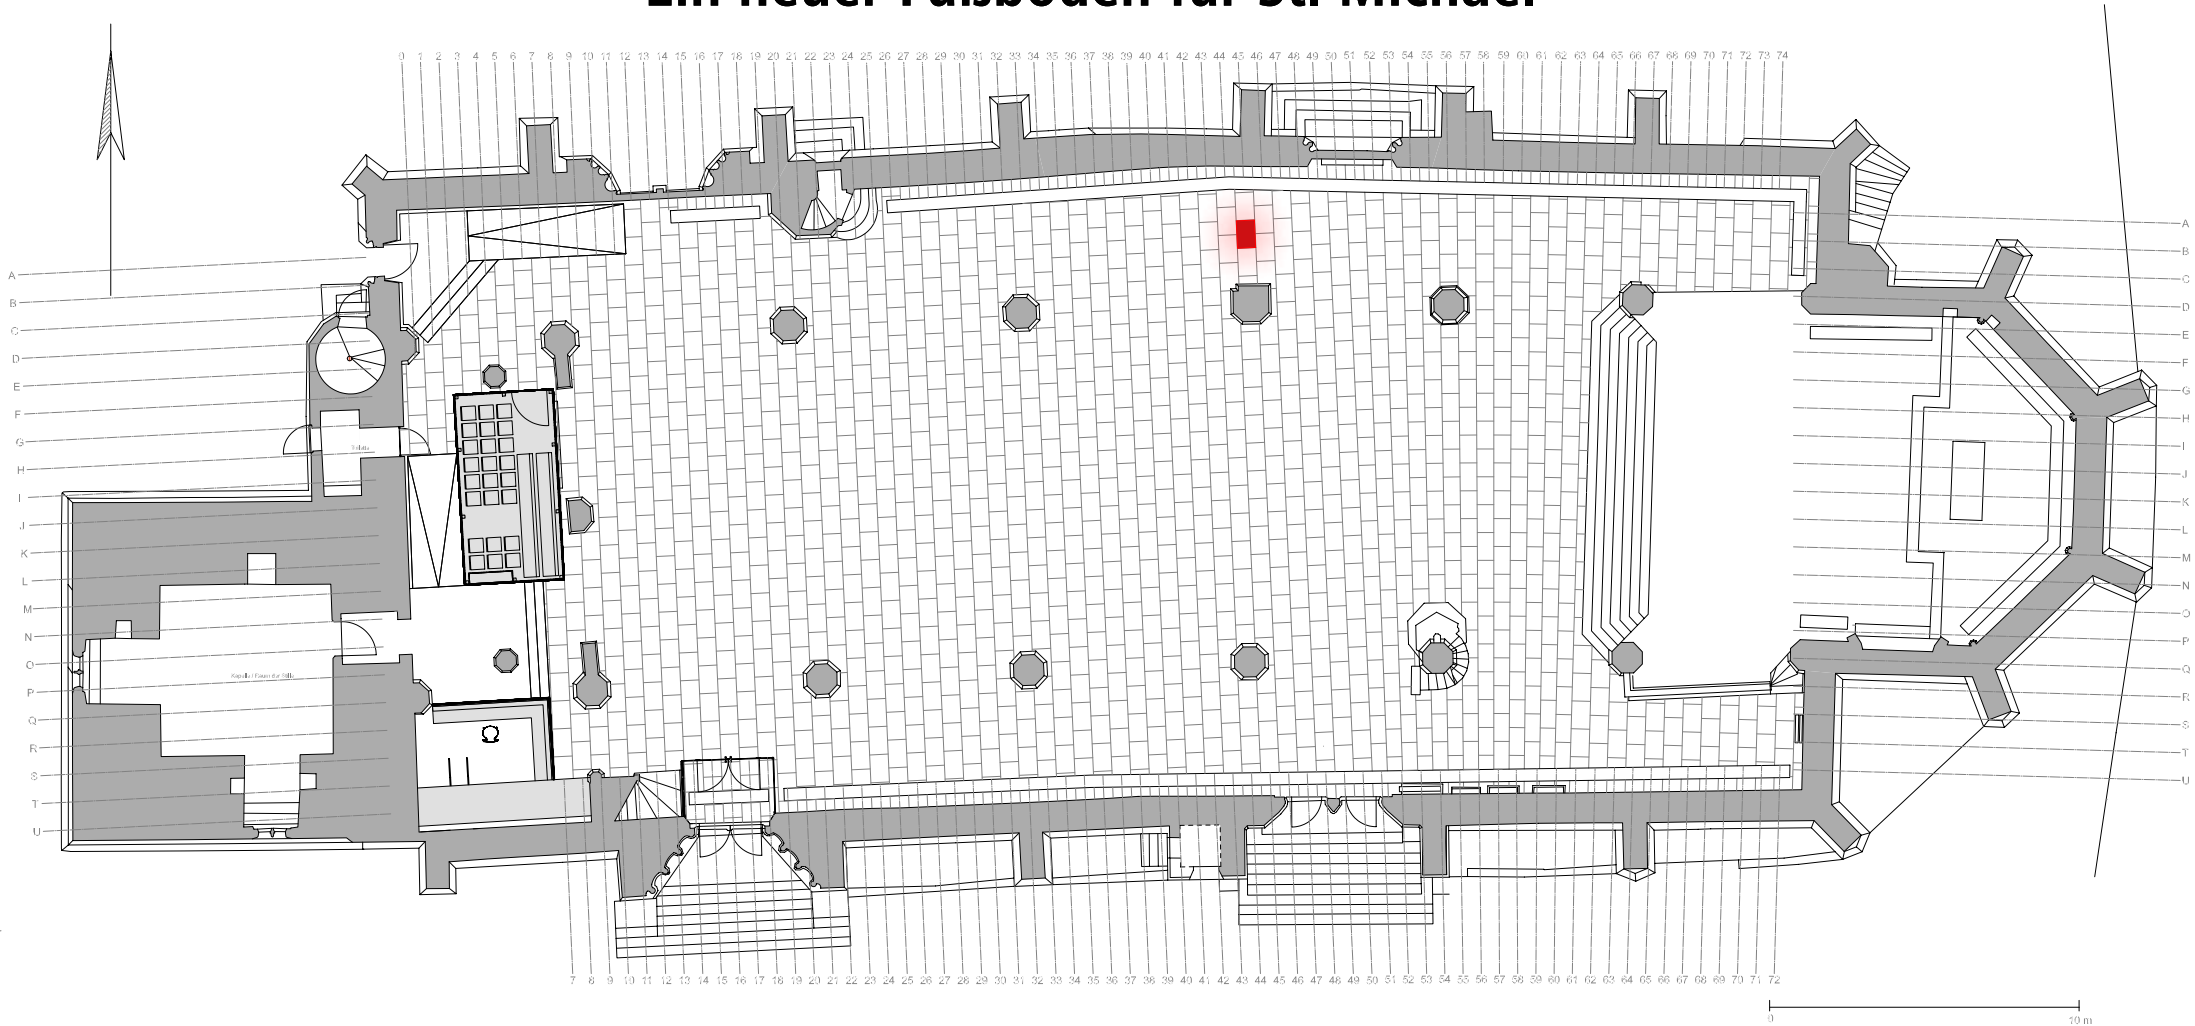 Ein neuer Fußboden für St. Michael
0 1 2 3 4 5 6 7 8 9 10 11 12 13 14 15 16 17 18 19 20 21 22 23 24 25 26 27 28 29 30 31 32 33 34 35 36 37 38 39 40 41 42 43 44 45 46 47 48 49 50 51 52 53 54 55 56 57 58 59 60 61 62 63 64 65 66 67 68 69 70 71 72 73 74
A
B
C
D
E
F
G
H
I
J
K
L
M
N
O
P
Q
R
S
T
U
A
B
C
D
E
F
G
H
I
J
K
L
M
N
O
P
Q
R
S
T
U
Kapelle / Raum der Stille
7 8 9 10 11 12 13 14 15 16 17 18 19 20 21 22 23 24 25 26 27 28 29 30 31 32 33 34 35 36 37 38 39 40 41 42 43 44 45 46 47 48 49 50 51 52 53 54 55 56 57 58 59 60 61 62 63 64 65 66 67 68 69 70 71 72
0 10 m